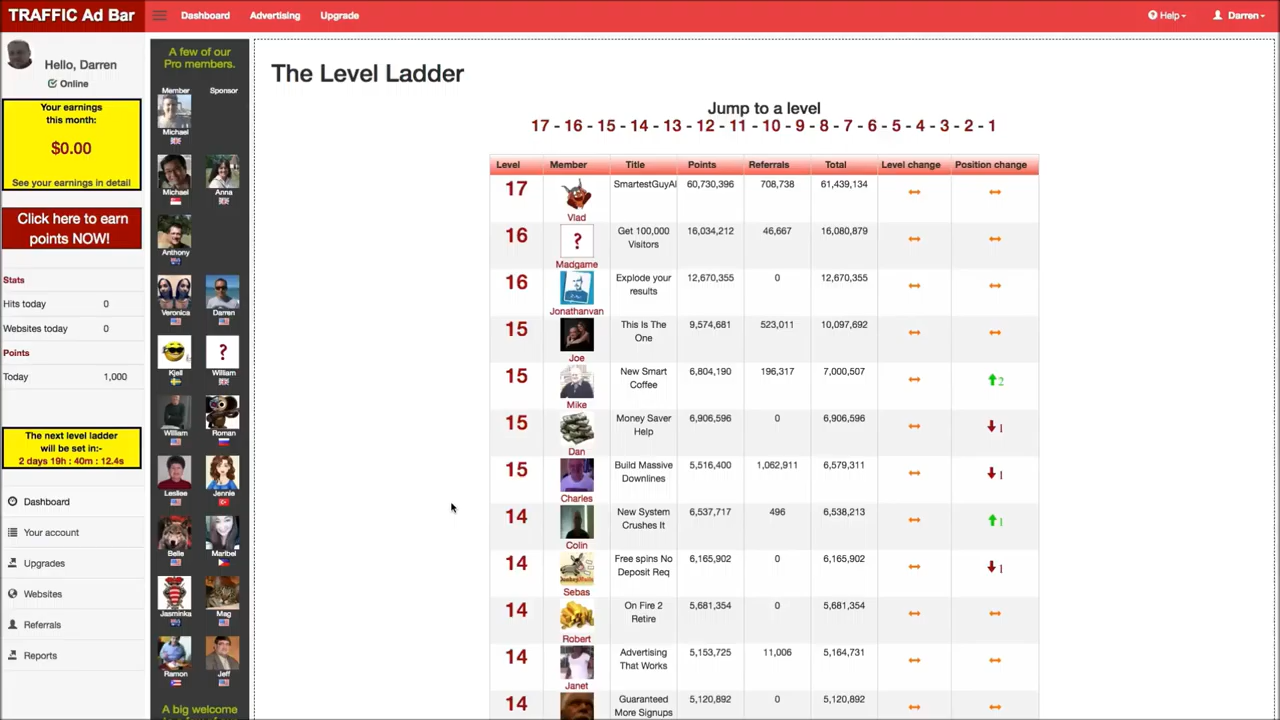 TRAFFIC Ad Bar
Dashboard
Advertising
Upgrade
Help
Darren
Hello, Darren
Online
Your earnings
this month:
$0.00
See your earnings in detail
Click here to earn
points NOW!
Stats
Hits today 0
Websites today 0
Points
Today 1,000
The next level ladder
will be set in:-
2 days 19h : 40m : 12.4s
Dashboard
Your account
Upgrades
Websites
Referrals
Reports
A few of our
Pro members.
Member Sponsor
Michael
Michael Anna
Anthony
Veronica Darren
Kjell William
William Roman
Leslee Jennie
Belle Maribel
Jasminka Mag
Ramon Jeff
A big welcome
The Level Ladder
Jump to a level
17 - 16 - 15 - 14 - 13 - 12 - 11 - 10 - 9 - 8 - 7 - 6 - 5 - 4 - 3 - 2 - 1
Level Member Title Points Referrals Total Level change Position change
17 SmartestGuyAl 60,730,396 708,738 61,439,134
Vlad
16 ? Get 100,000 16,034,212 46,667 16,080,879
Visitors
Madgame
16 Explode your 12,670,355 0 12,670,355
results
Jonathanvan
15 This Is The 9,574,681 523,011 10,097,692
One
Joe
15 New Smart 6,804,190 196,317 7,000,507 2
Coffee
Mike
15 Money Saver 6,906,596 0 6,906,596 1
Help
Dan
15 Build Massive 5,516,400 1,062,911 6,579,311 1
Downlines
Charles
14 New System 6,537,717 496 6,538,213 1
Crushes It
Colin
14 Free spins No 6,165,902 0 6,165,902 1
Deposit Req
Sebas
14 On Fire 2 5,681,354 0 5,681,354
Retire
Robert
14 Advertising 5,153,725 11,006 5,164,731
That Works
Janet
14 Guaranteed 5,120,892 0 5,120,892
More Signups